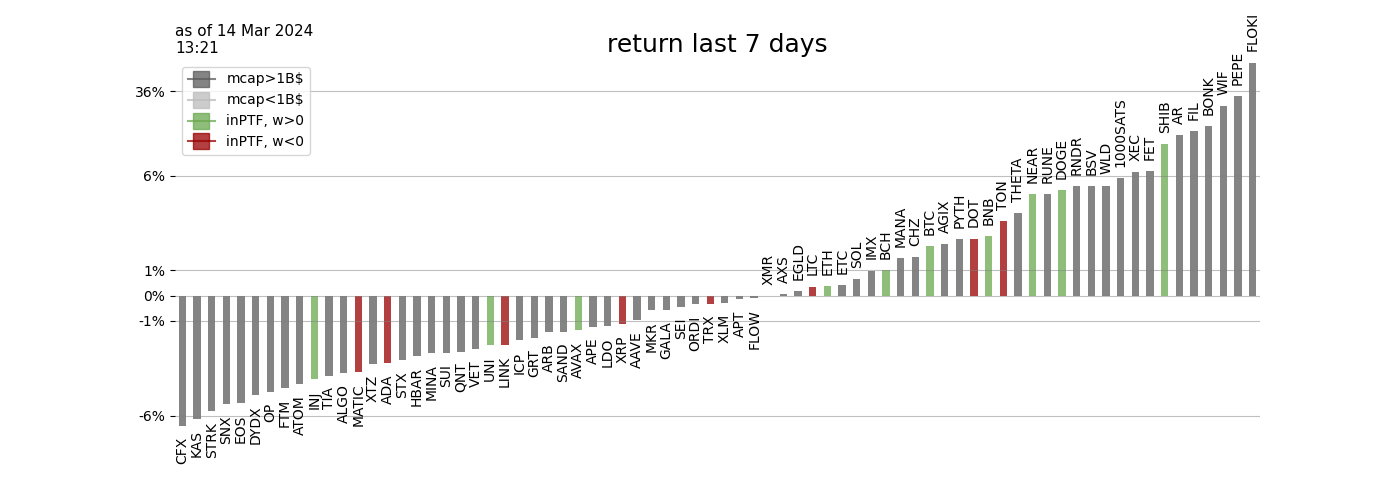 as of 14 Mar 2024
13:21
return last 7 days
mcap>1B$
mcap<1B$
inPTF, w>0
inPTF, w<0
36%
6%
1%
0%
-1%
-6%
CFX
KAS
STRK
SNX
EOS
DYDX
OP
FTM
ATOM
INJ
TIA
ALGO
MATIC
XTZ
ADA
STX
HBAR
MINA
SUI
QNT
VET
UNI
LINK
ICP
GRT
ARB
SAND
AVAX
APE
LDO
XRP
AAVE
MKR
GALA
SEI
ORDI
TRX
XLM
APT
FLOW
XMR
AXS
EGLD
LTC
ETH
ETC
SOL
IMX
BCH
MANA
CHZ
BTC
AGIX
PYTH
DOT
BNB
TON
THETA
NEAR
RUNE
DOGE
RNDR
BSV
WLD
1000SATS
XEC
FET
SHIB
AR
FIL
BONK
WIF
PEPE
FLOKI